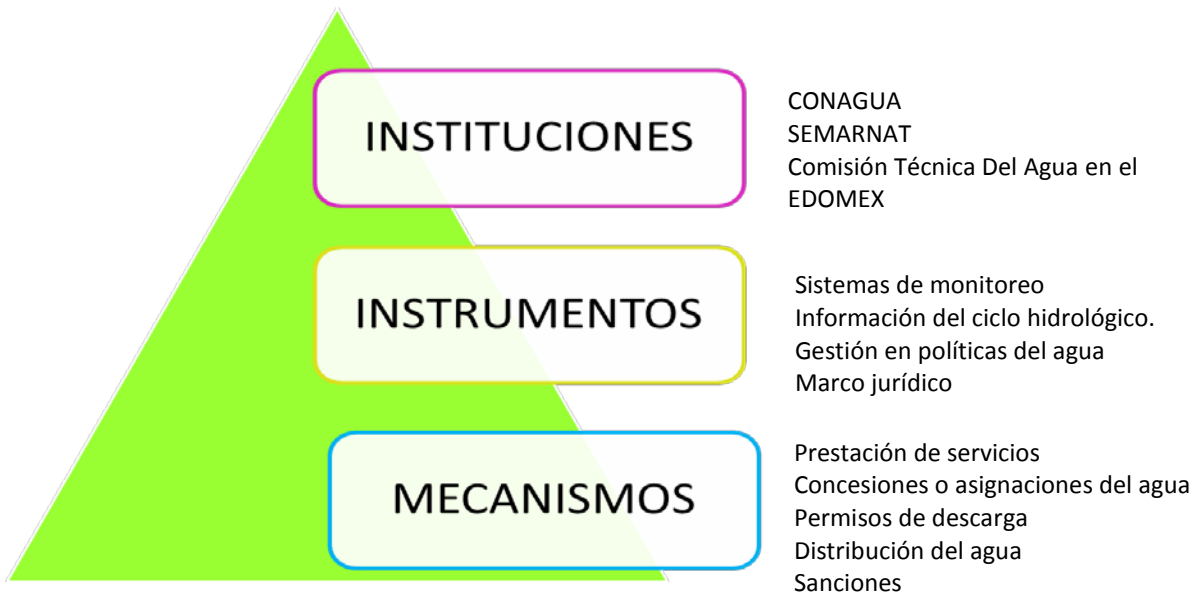 INSTITUCIONES
CONAGUA
SEMARNAT
Comisión Técnica Del Agua en el
EDOMEX
INSTRUMENTOS
Sistemas de monitoreo
Información del ciclo hidrológico.
Gestión en políticas del agua
Marco jurídico
MECANISMOS
Prestación de servicios
Concesiones o asignaciones del agua
Permisos de descarga
Distribución del agua
Sanciones